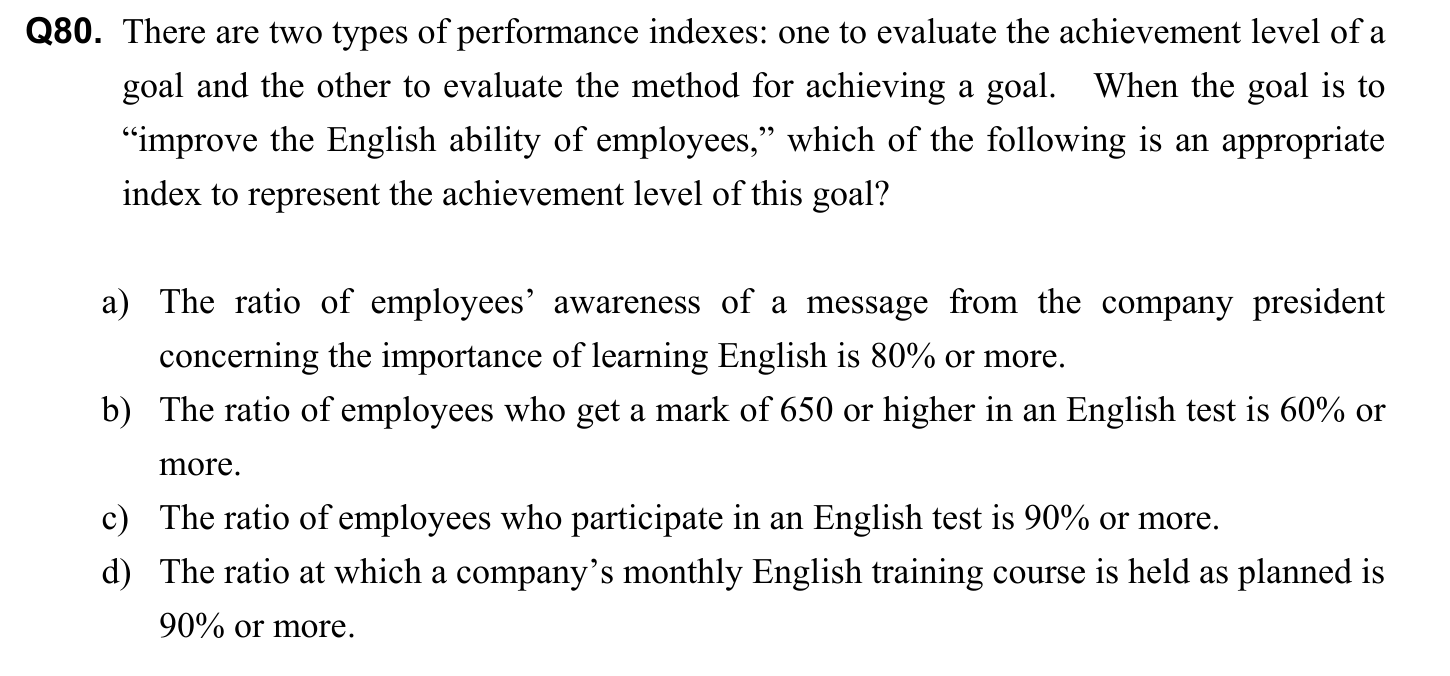 Q80. There are two types of performance indexes: one to evaluate the achievement level of a
goal and the other to evaluate the method for achieving a goal. When the goal is to
“improve the English ability of employees,” which of the following is an appropriate
index to represent the achievement level of this goal?
a) The ratio of employees’ awareness of a message from the company president
concerning the importance of learning English is 80% or more.
b) The ratio of employees who get a mark of 650 or higher in an English test is 60% or
more.
c) The ratio of employees who participate in an English test is 90% or more.
d) The ratio at which a company’s monthly English training course is held as planned is
90% or more.